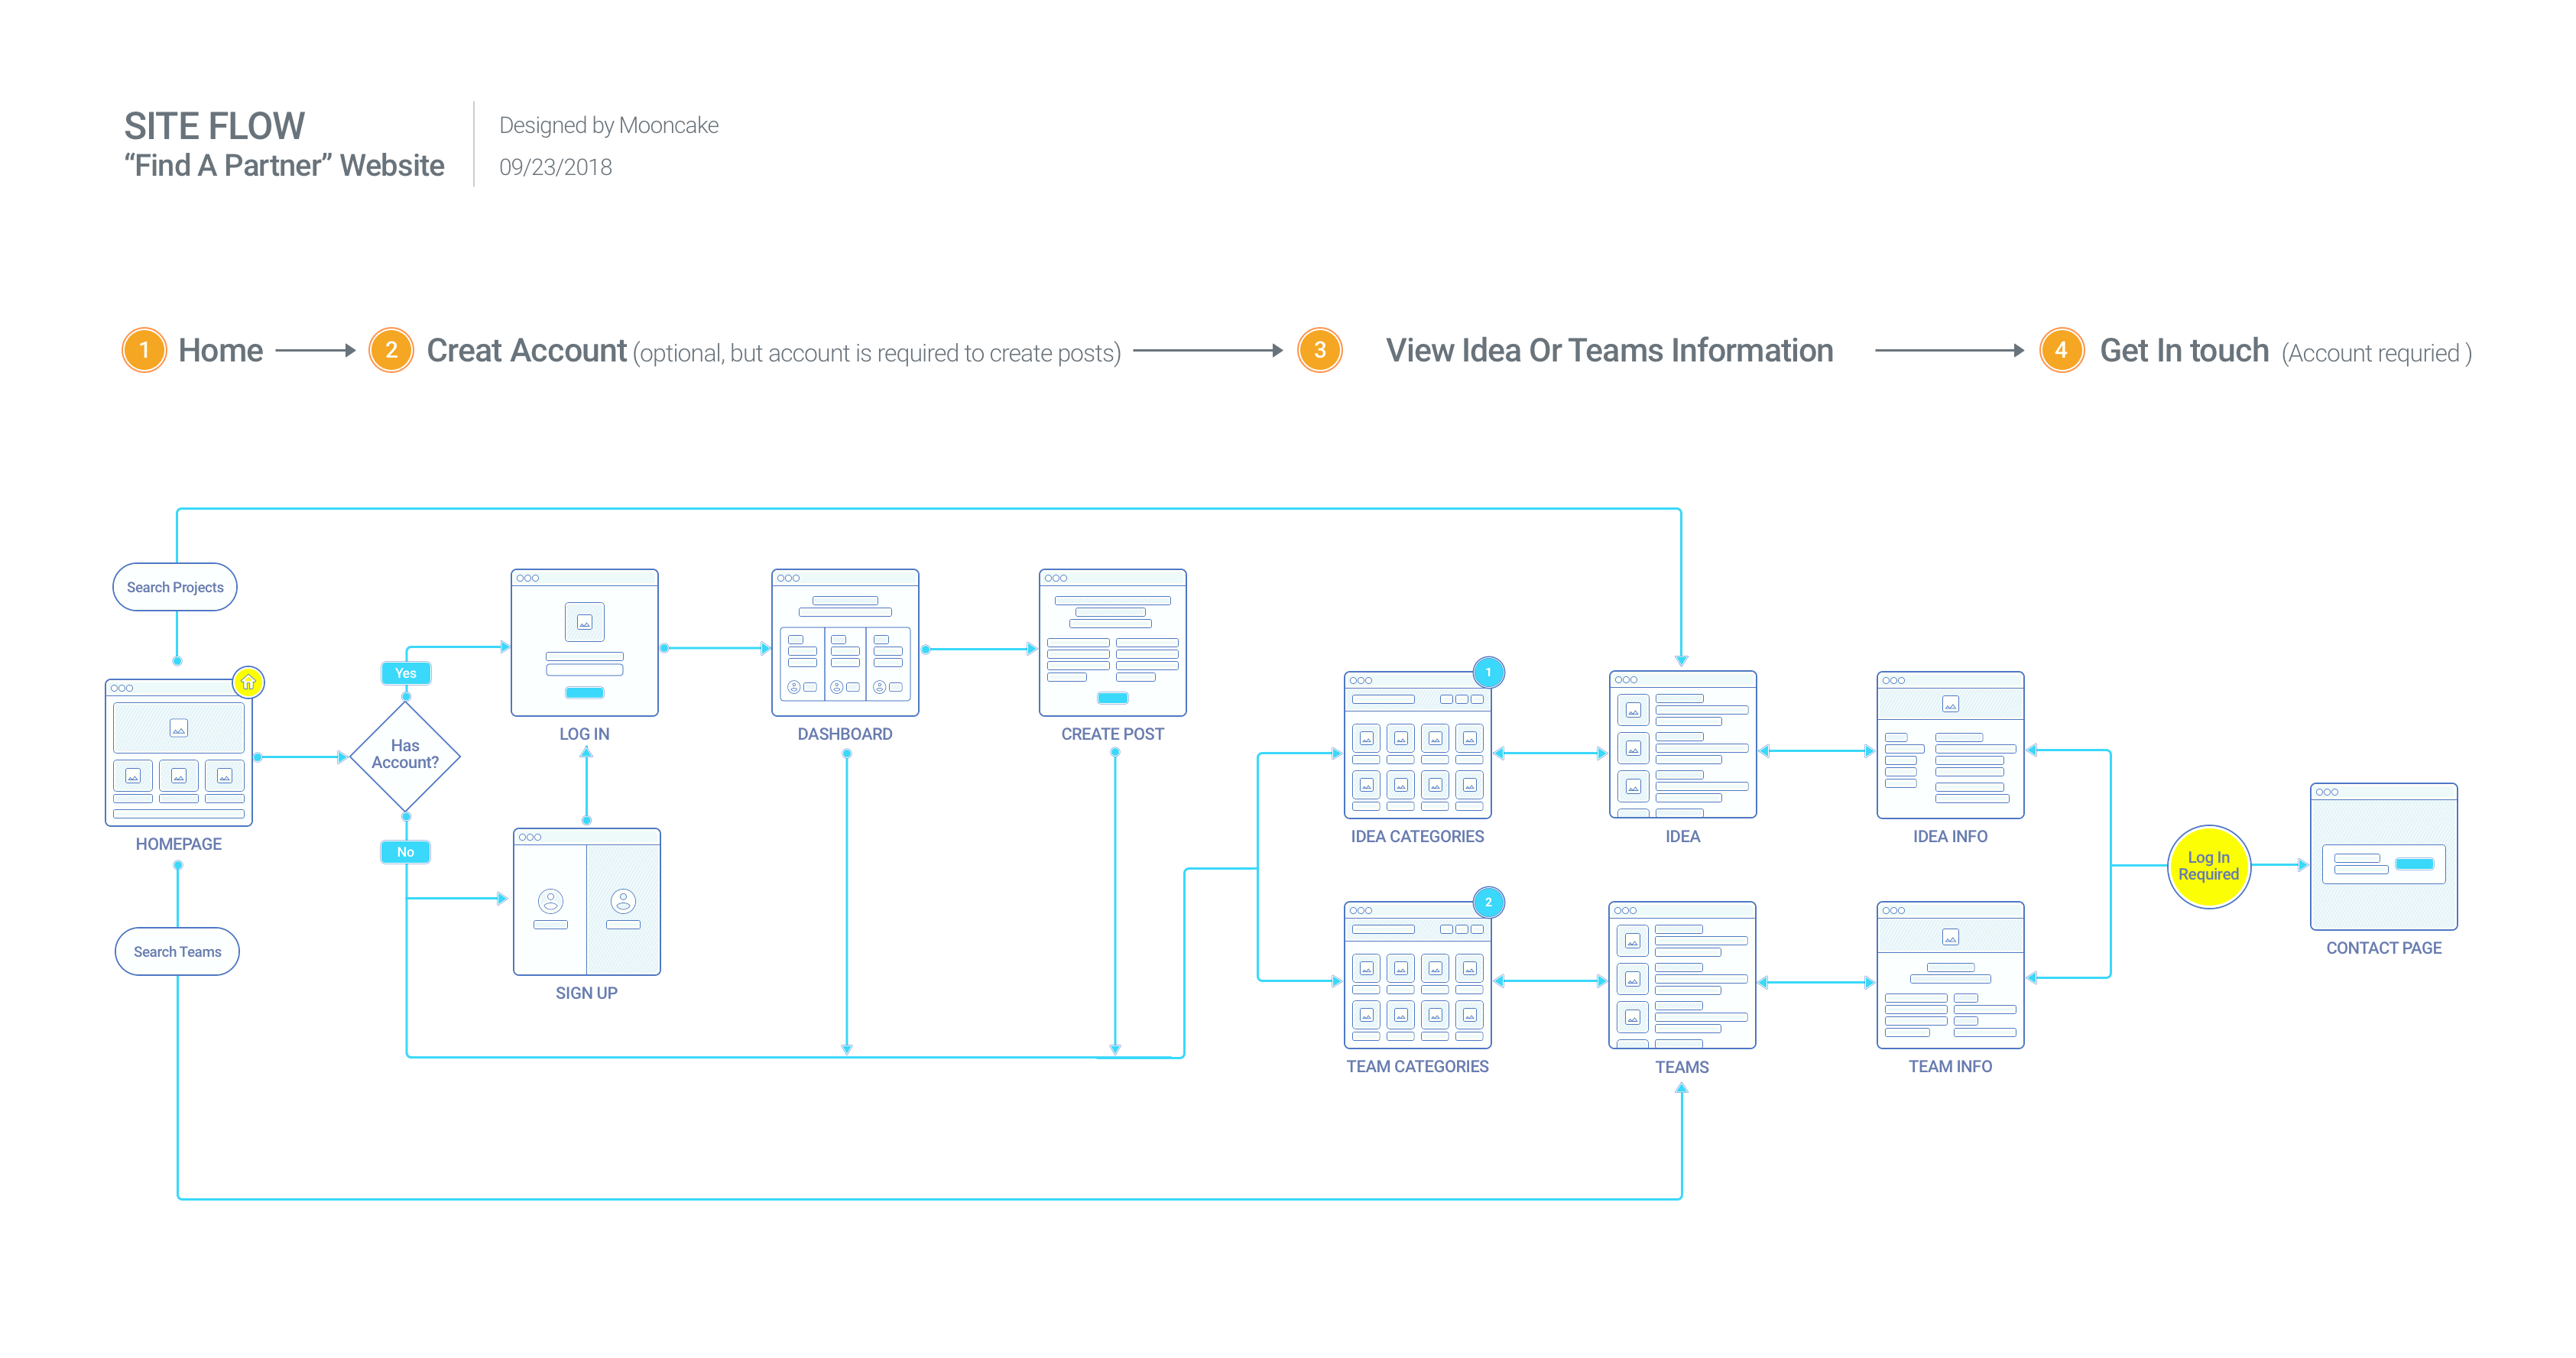 SITE FLOW
“Find A Partner” Website
Designed by Mooncake
09/23/2018
1 Home
2 Creat Account (optional, but account is required to create posts)
3 View Idea Or Teams Information
4 Get In touch (Account requried )
Search Projects
HOMEPAGE
Search Teams
Has
Account?
Yes
No
LOG IN
SIGN UP
DASHBOARD
CREATE POST
1
IDEA CATEGORIES
IDEA
IDEA INFO
2
TEAM CATEGORIES
TEAMS
TEAM INFO
Log In
Required
CONTACT PAGE